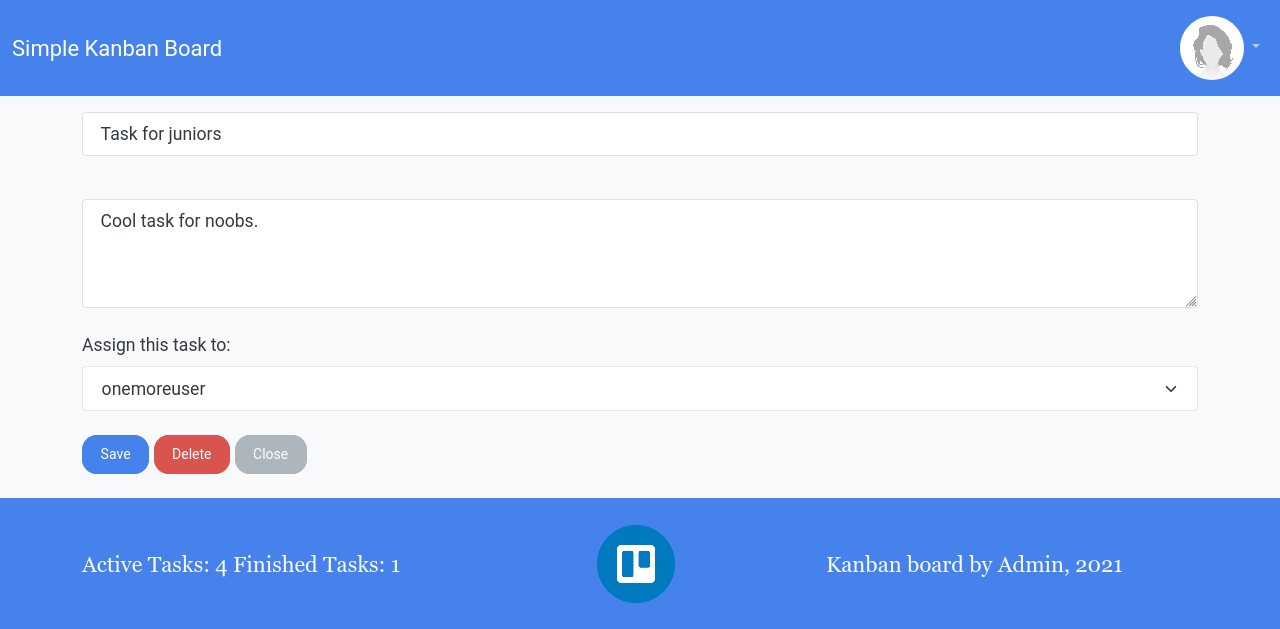 Simple Kanban Board
Task for juniors
Cool task for noobs.
Assign this task to:
onemoreuser
Save Delete Close
Active Tasks: 4 Finished Tasks: 1
Kanban board by Admin, 2021